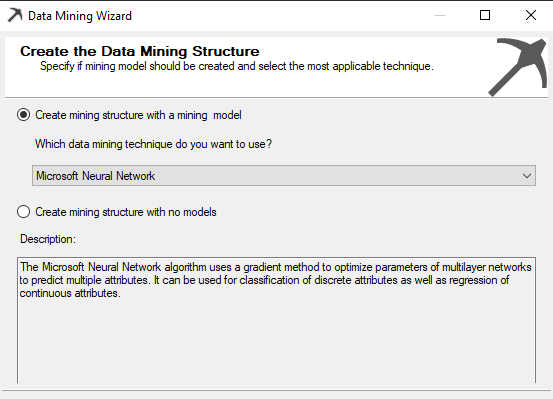 Data Mining Wizard
Create the Data Mining Structure
Specify if mining model should be created and select the most applicable technique.
Create mining structure with a mining model
Which data mining technique do you want to use?
Microsoft Neural Network
Create mining structure with no models
Description:
The Microsoft Neural Network algorithm uses a gradient method to optimize parameters of multilayer networks
to predict multiple attributes. It can be used for classification of discrete attributes as well as regression of
continuous attributes.